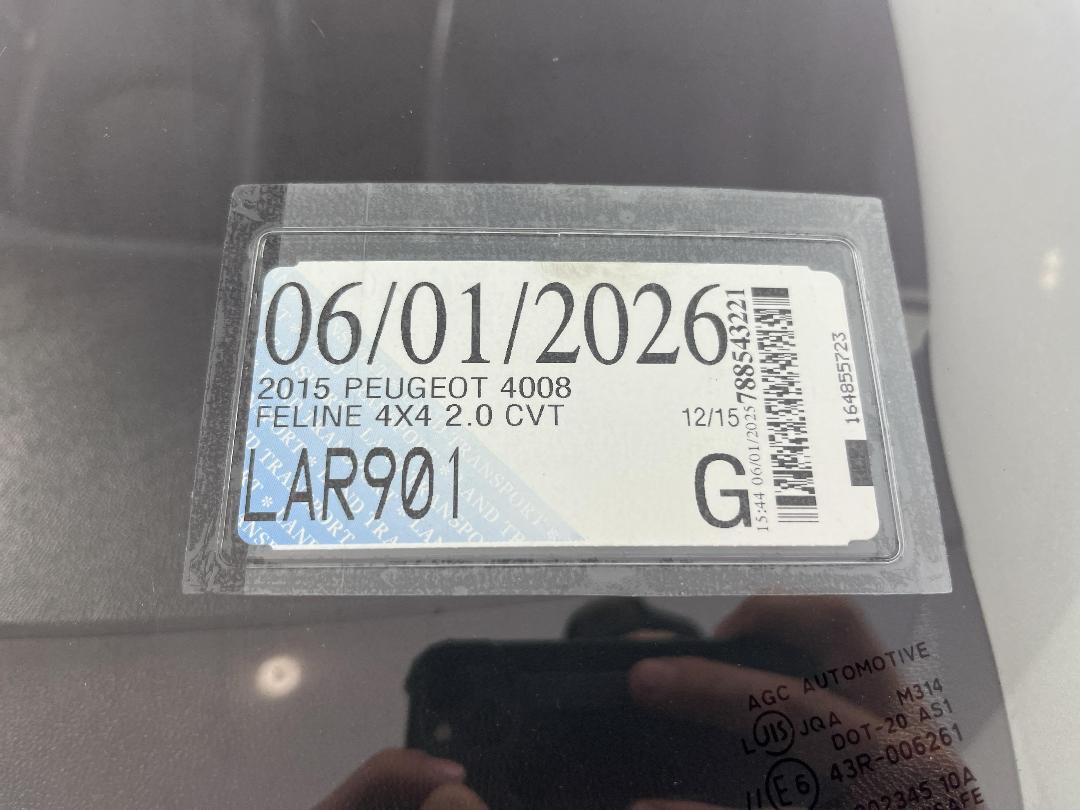 06/01/2026
2015 PEUGEOT 4008
FELINE 4X4 2.0 CVT
12/15
LAR901
G
15:44 06/01/2025
7885543221
164855723
AGC AUTOMOTIVE
M314
JQA
DOT-20 AS1
E6
43R-006261